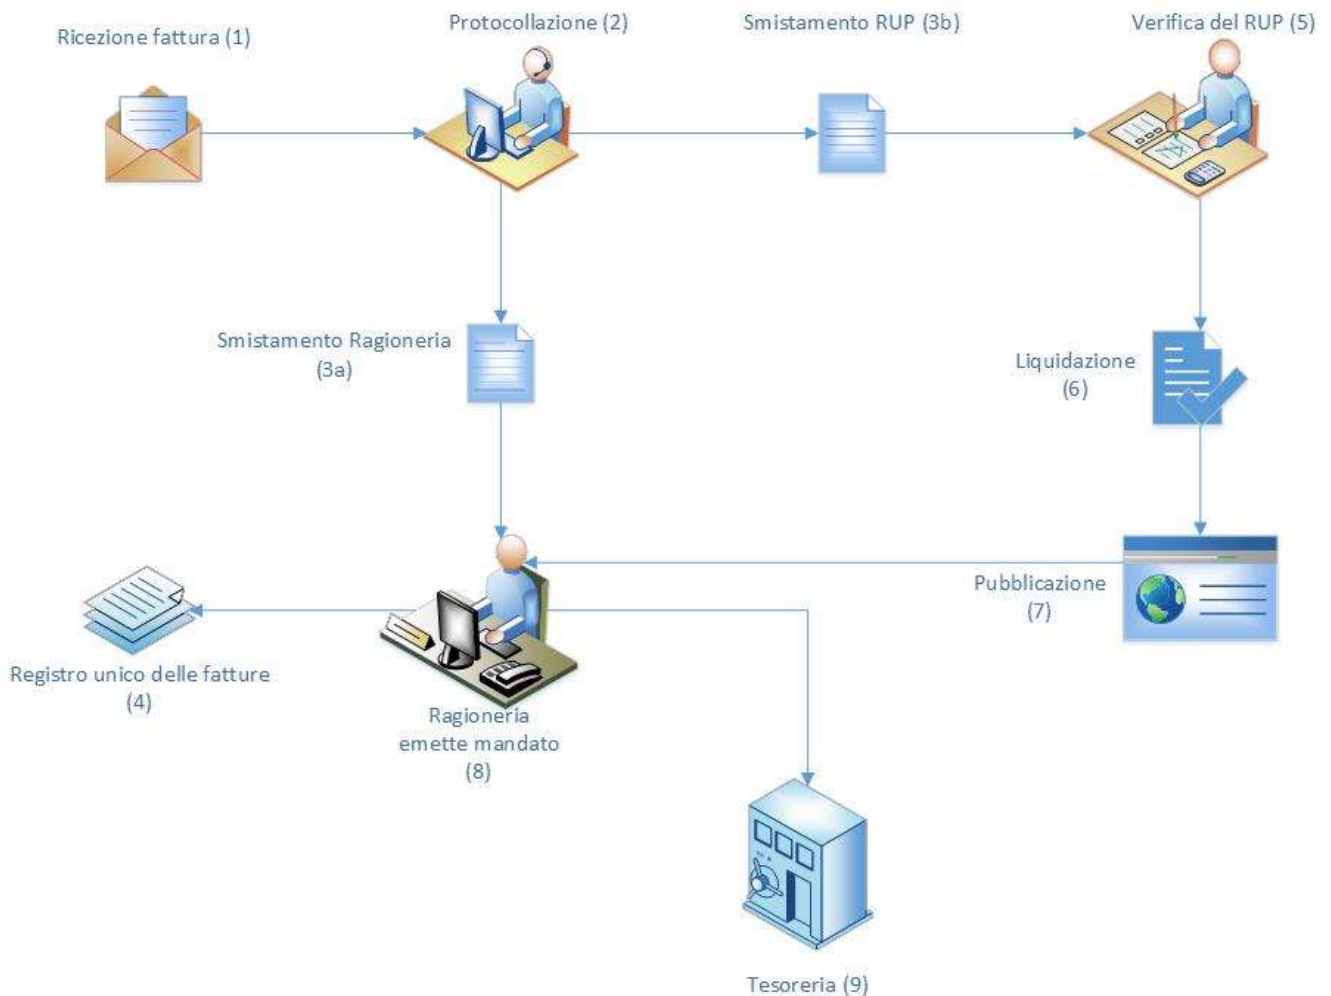 Ricezione fattura (1)
Protocollazione (2)
Smistamento RUP (3b)
Verifica del RUP (5)
Smistamento Ragioneria
(3a)
Liquidazione
(6)
Pubblicazione
(7)
Registro unico delle fatture
(4)
Ragioneria
emette mandato
(8)
Tesoreria (9)